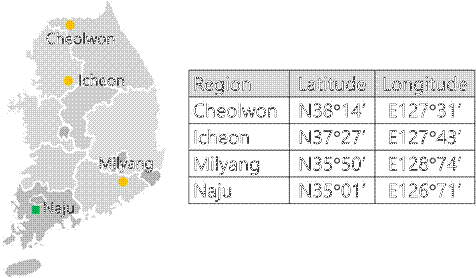 Cheolwon
Icheon
Milyang
Naju
Region Latitude Longitude
Cheolwon N38°14′ E127°31′
Icheon N37°27′ E127°43′
Milyang N35°50′ E128°74′
Naju N35°01′ E126°71′